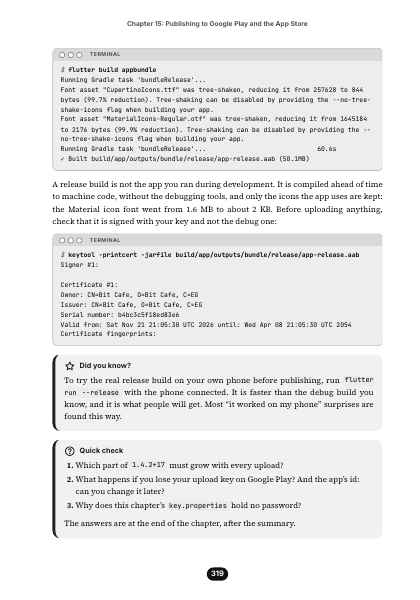 Chapter 15: Publishing to Google Play and the App Store
TERMINAL
$ flutter build appbundle
Running Gradle task 'bundleRelease'...
Font asset "CupertinoIcons.ttf" was tree-shaken, reducing it from 257628 to 844
bytes (99.7% reduction). Tree-shaking can be disabled by providing the --no-tree-
shake-icons flag when building your app.
Font asset "MaterialIcons-Regular.otf" was tree-shaken, reducing it from 1645184
to 2176 bytes (99.9% reduction). Tree-shaking can be disabled by providing the --
no-tree-shake-icons flag when building your app.
Running Gradle task 'bundleRelease'... 60.6s
✓ Built build/app/outputs/bundle/release/app-release.aab (50.1MB)
A release build is not the app you ran during development. It is compiled ahead of time
to machine code, without the debugging tools, and only the icons the app uses are kept:
the Material icon font went from 1.6 MB to about 2 KB. Before uploading anything,
check that it is signed with your key and not the debug one:
TERMINAL
$ keytool -printcert -jarfile build/app/outputs/bundle/release/app-release.aab
Signer #1:
Certificate #1:
Owner: CN=Bit Cafe, O=Bit Cafe, C=EG
Issuer: CN=Bit Cafe, O=Bit Cafe, C=EG
Serial number: b4bc3c5f18ed83e6
Valid from: Sat Nov 21 21:05:30 UTC 2026 until: Wed Apr 08 21:05:30 UTC 2054
Certificate fingerprints:
Did you know?
To try the real release build on your own phone before publishing, run flutter
run --release with the phone connected. It is faster than the debug build you
know, and it is what people will get. Most “it worked on my phone” surprises are
found this way.
Quick check
1. Which part of 1.4.2+17 must grow with every upload?
2. What happens if you lose your upload key on Google Play? And the app's id:
can you change it later?
3. Why does this chapter's key.properties hold no password?
The answers are at the end of the chapter, after the summary.
319